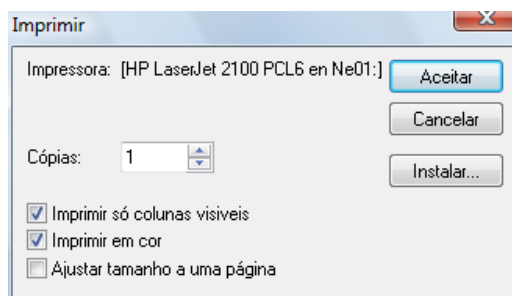 Imprimir
Impressora: [HP LaserJet 2100 PCL6 en Ne01:]
Aceitar
Cancelar
Cópias: 1
Instalar...
Imprimir só colunas visiveis
Imprimir em cor
Ajustar tamanho a uma página